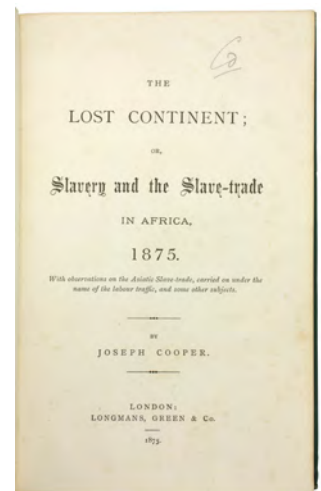 THE
LOST CONTINENT;
OR,
Slavery and the Slave-trade
IN AFRICA,
1875.
With observations on the Asiatic Slave-trade, carried on under the
name of the labour traffic, and some other subjects.
BY
JOSEPH COOPER.
LONDON:
LONGMANS, GREEN & Co.
1875.